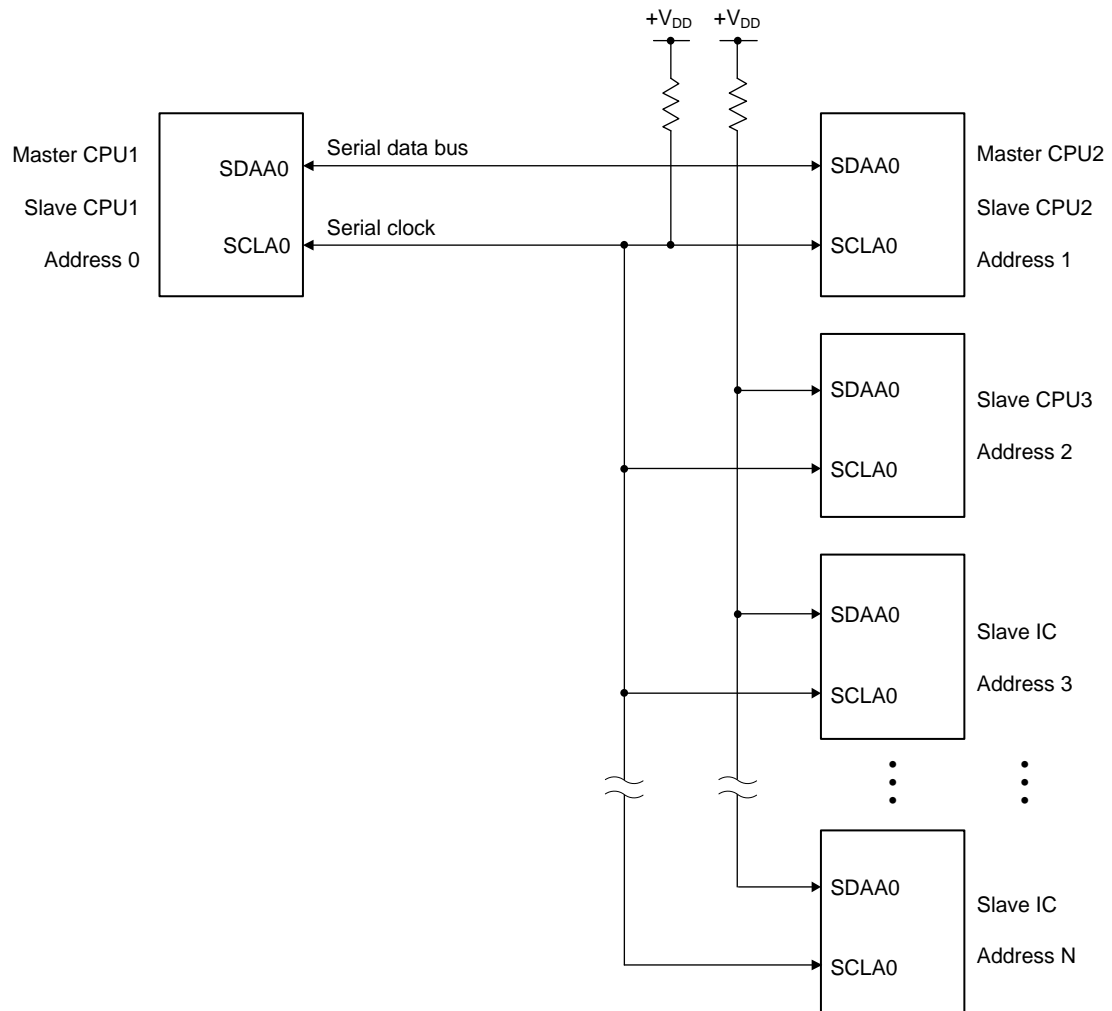 +VDD +VDD
Master CPU1
Slave CPU1
Address 0
SDAA0
SCLA0
Serial data bus
Serial clock
SDAA0
SCLA0
Master CPU2
Slave CPU2
Address 1
SDAA0
SCLA0
Slave CPU3
Address 2
SDAA0
SCLA0
Slave IC
Address 3
SDAA0
SCLA0
Slave IC
Address N